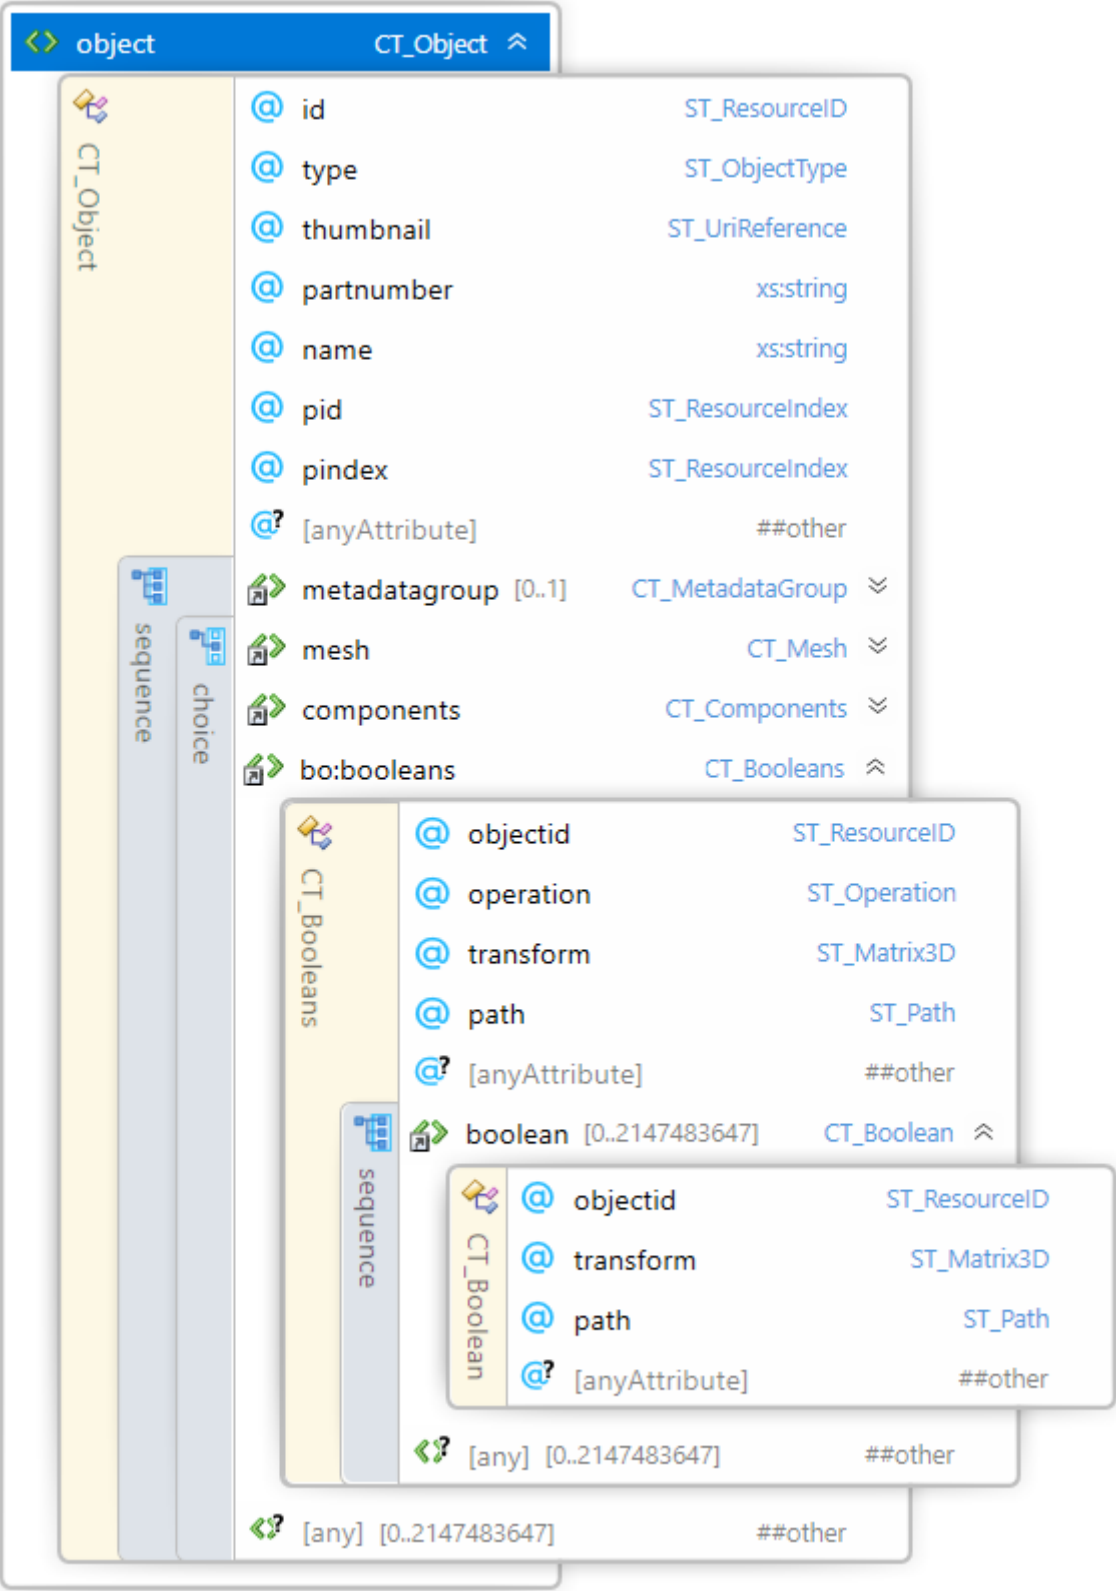 object CT_Object
CT_Object
@ id ST_ResourceID
@ type ST_ObjectType
@ thumbnail ST_UriReference
@ partnumber xs:string
@ name xs:string
@ pid ST_ResourceIndex
@ pindex ST_ResourceIndex
@? [anyAttribute] ##other
sequence
metadatagroup [0..1] CT_MetadataGroup
choice
mesh CT_Mesh
components CT_Components
bo:booleans CT_Booleans
CT_Booleans
@ objectid ST_ResourceID
@ operation ST_Operation
@ transform ST_Matrix3D
@ path ST_Path
@? [anyAttribute] ##other
sequence
boolean [0..2147483647] CT_Boolean
CT_Boolean
@ objectid ST_ResourceID
@ transform ST_Matrix3D
@ path ST_Path
@? [anyAttribute] ##other
<>? [any] [0..2147483647] ##other
<>? [any] [0..2147483647] ##other